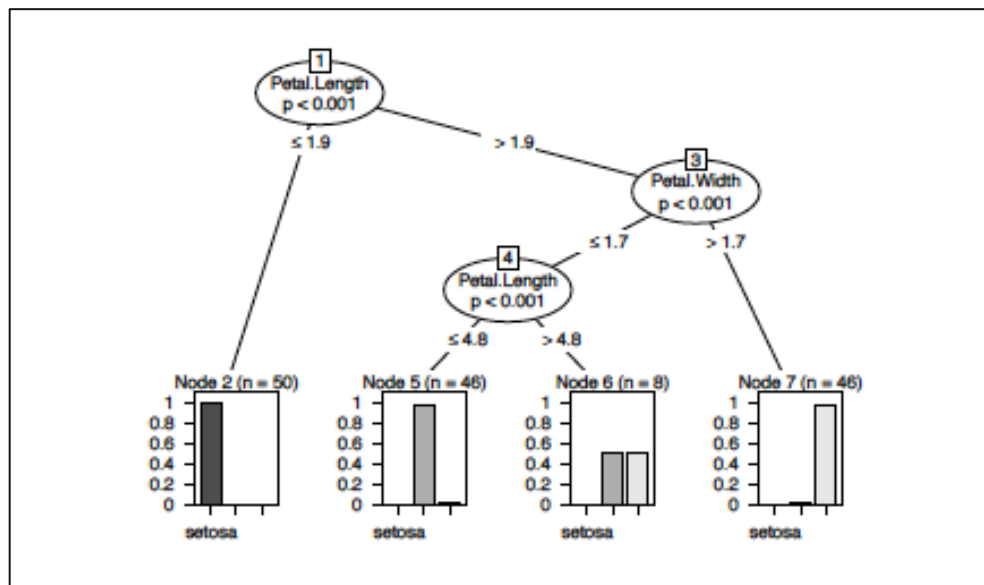 1
Petal.Length
p < 0.001
≤ 1.9
> 1.9
3
Petal.Width
p < 0.001
≤ 1.7
> 1.7
4
Petal.Length
p < 0.001
≤ 4.8
> 4.8
Node 2 (n = 50)
1
0.8
0.6
0.4
0.2
0
setosa
Node 5 (n = 46)
1
0.8
0.6
0.4
0.2
0
setosa
Node 6 (n = 8)
1
0.8
0.6
0.4
0.2
0
setosa
Node 7 (n = 46)
1
0.8
0.6
0.4
0.2
0
setosa